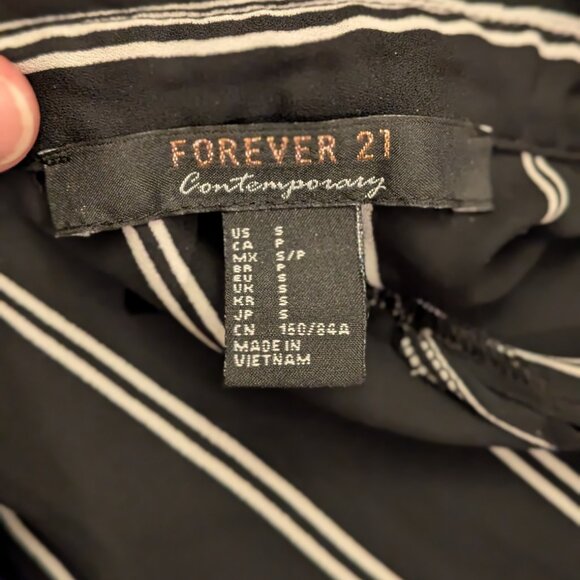 FOREVER 21
Contemporary
US S
CA P
MX S/P
BR P
EU S
UK S
KR S
JP S
CN 160/84A
MADE IN
VIETNAM